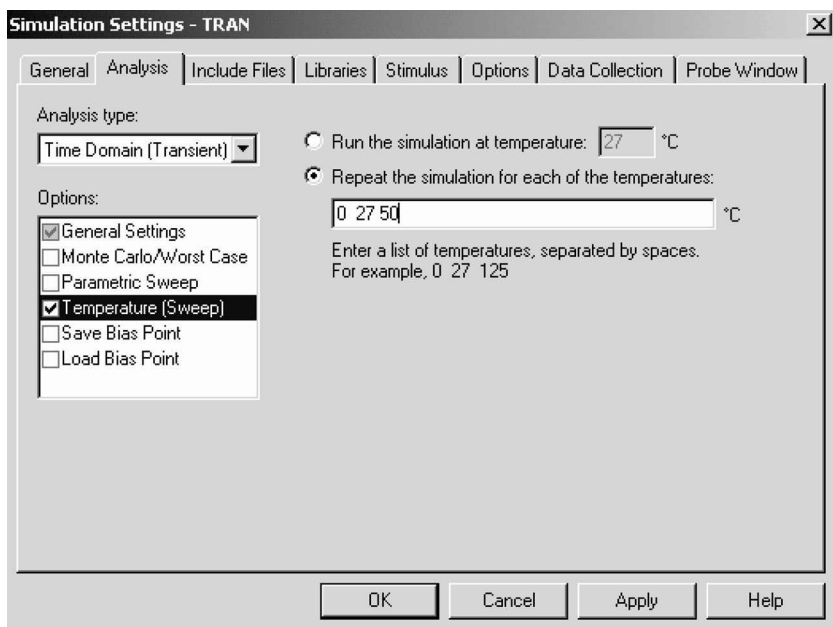 Simulation Settings - TRAN
General Analysis Include Files Libraries Stimulus Options Data Collection Probe Window
Analysis type:
Time Domain (Transient)
Options:
General Settings
Monte Carlo/Worst Case
Parametric Sweep
Temperature (Sweep)
Save Bias Point
Load Bias Point
Run the simulation at temperature: 27 °C
Repeat the simulation for each of the temperatures:
0 27 50 °C
Enter a list of temperatures, separated by spaces.
For example, 0 27 125
OK Cancel Apply Help